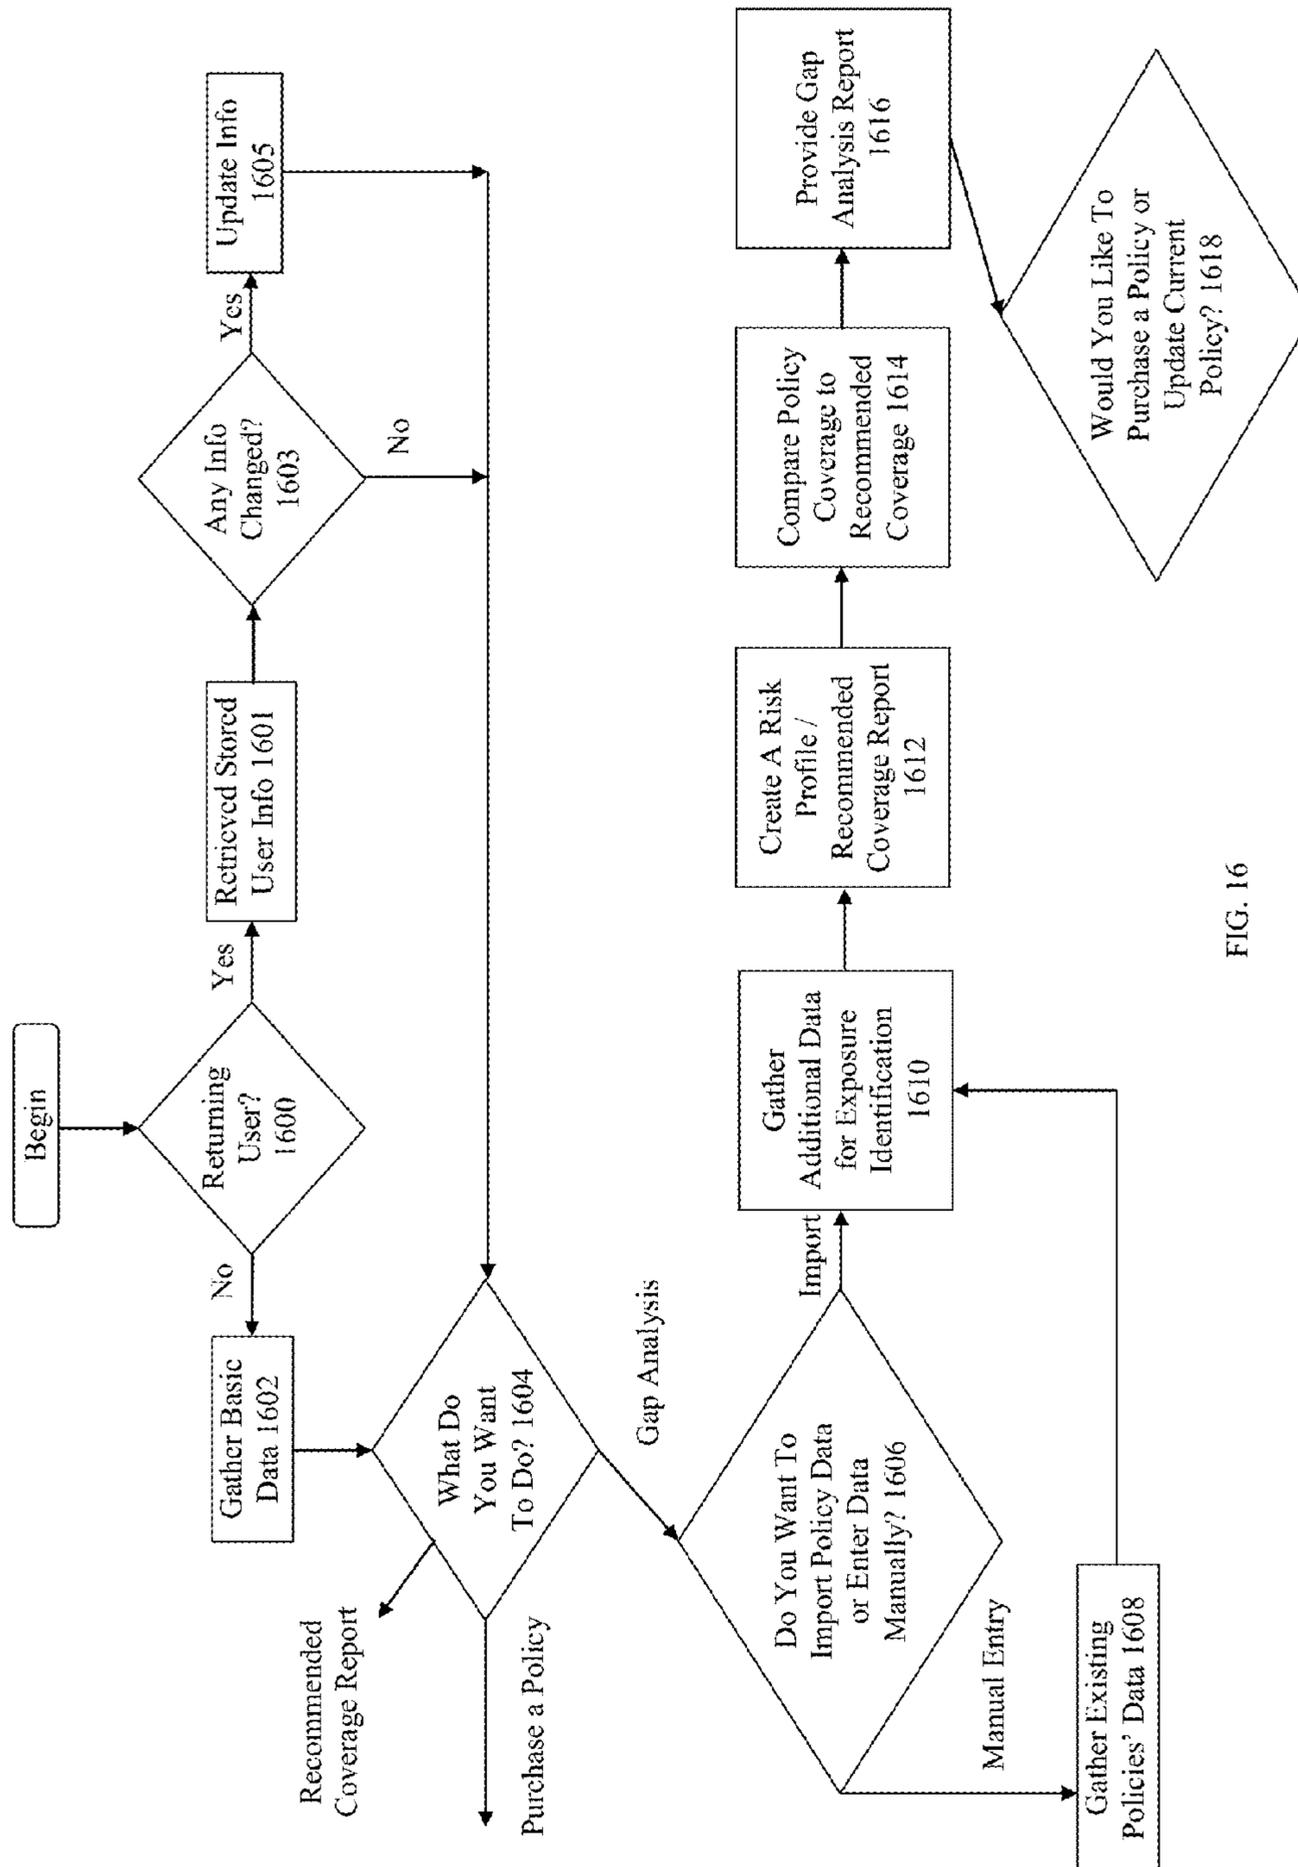 Begin
Returning
User?
1600
Yes
No
Retrieved Stored
User Info 1601
Any Info
Changed?
1603
Yes
No
Update Info
1605
Gather Basic
Data 1602
What Do
You Want
To Do? 1604
Recommended
Coverage Report
Purchase a Policy
Gap Analysis
Do You Want To
Import Policy Data
or Enter Data
Manually? 1606
Import
Manual Entry
Gather Existing
Policies' Data 1608
Gather
Additional Data
for Exposure
Identification
1610
Create A Risk
Profile /
Recommended
Coverage Report
1612
Compare Policy
Coverage to
Recommended
Coverage 1614
Provide Gap
Analysis Report
1616
Would You Like To
Purchase a Policy or
Update Current
Policy? 1618
FIG. 16